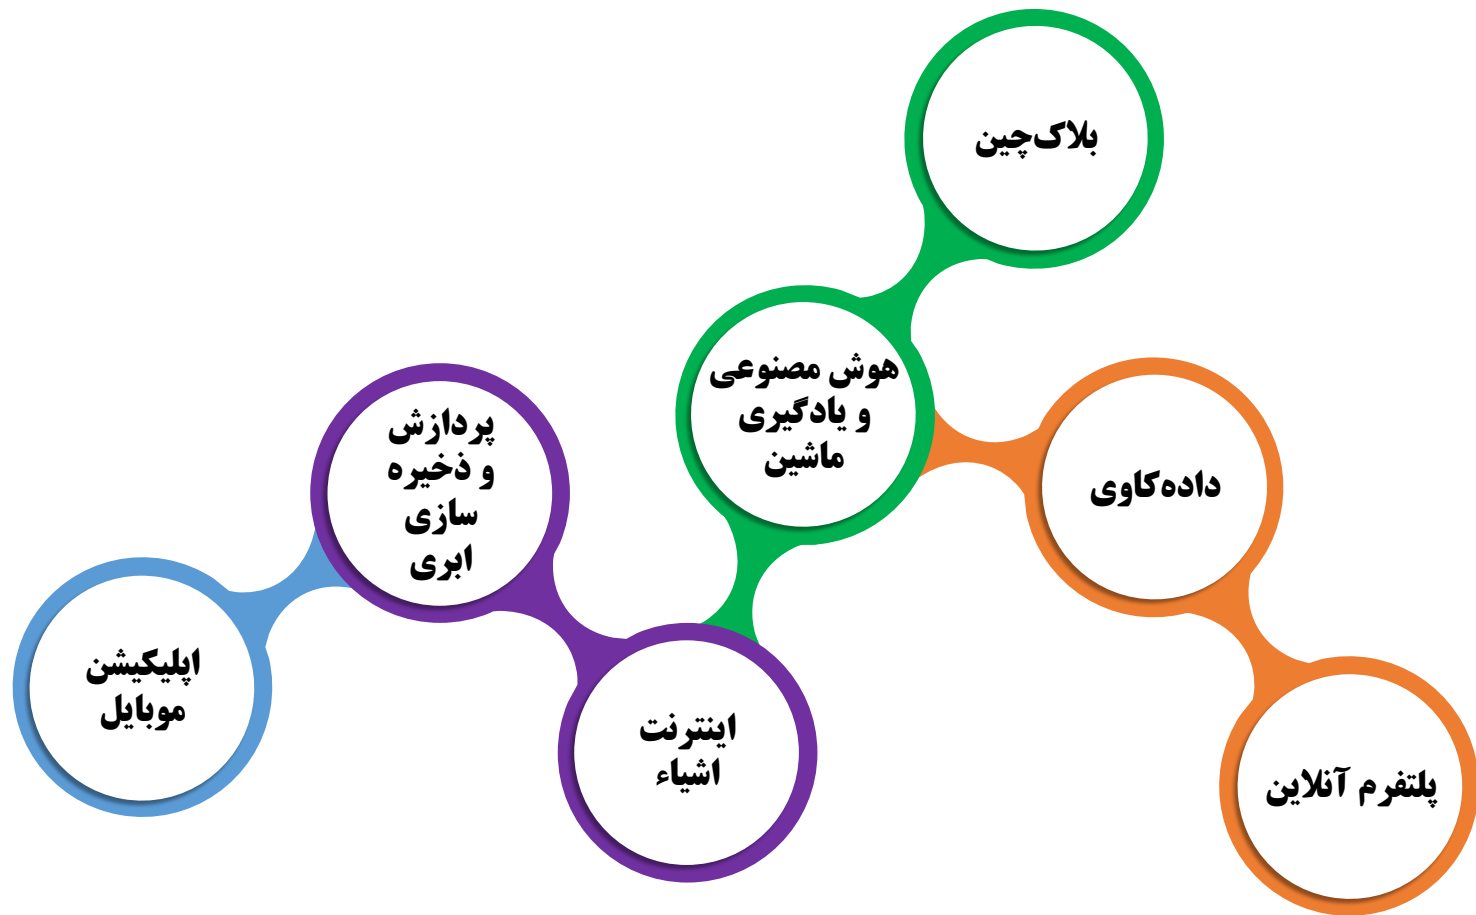 بلاک‌چین
هوش مصنوعی
و یادگیری
ماشین
داده‌کاوی
پلتفرم آنلاین
پردازش
و ذخیره
سازی
ابری
اینترنت
اشیاء
اپلیکیشن
موبایل